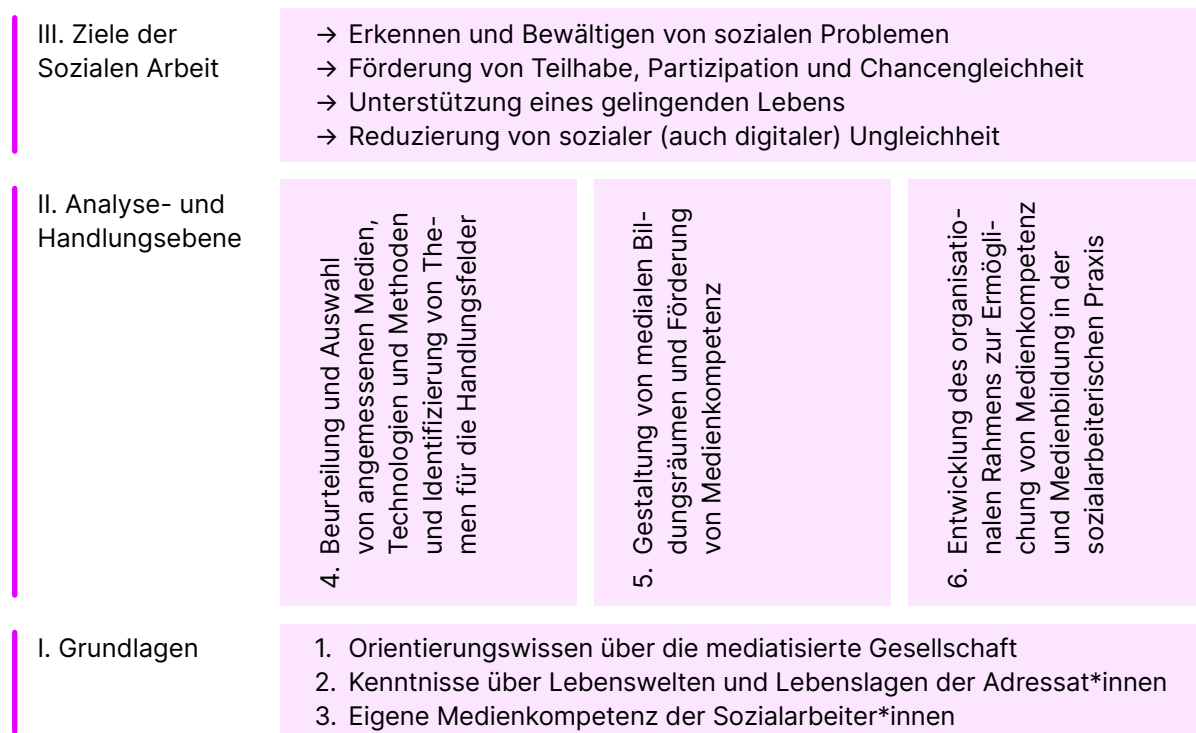 III. Ziele der
Sozialen Arbeit
→ Erkennen und Bewältigen von sozialen Problemen
→ Förderung von Teilhabe, Partizipation und Chancengleichheit
→ Unterstützung eines gelingenden Lebens
→ Reduzierung von sozialer (auch digitaler) Ungleichheit
II. Analyse- und
Handlungsebene
4. Beurteilung und Auswahl
von angemessenen Medien,
Technologien und Methoden
und Identifizierung von The-
men für die Handlungsfelder
5. Gestaltung von medialen Bil-
dungsräumen und Förderung
von Medienkompetenz
6. Entwicklung des organisatio-
nalen Rahmens zur Ermögli-
chung von Medienkompetenz
und Medienbildung in der
sozialarbeiterischen Praxis
I. Grundlagen
1. Orientierungswissen über die mediatisierte Gesellschaft
2. Kenntnisse über Lebenswelten und Lebenslagen der Adressat*innen
3. Eigene Medienkompetenz der Sozialarbeiter*innen